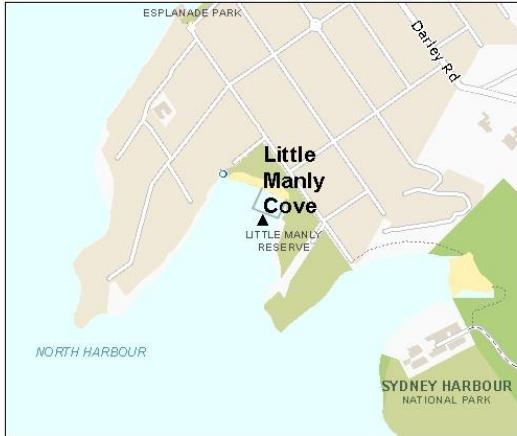 ESPLANADE PARK
Darley Rd
Little
Manly
Cove
LITTLE MANLY
RESERVE
NORTH HARBOUR
SYDNEY HARBOUR
NATIONAL PARK